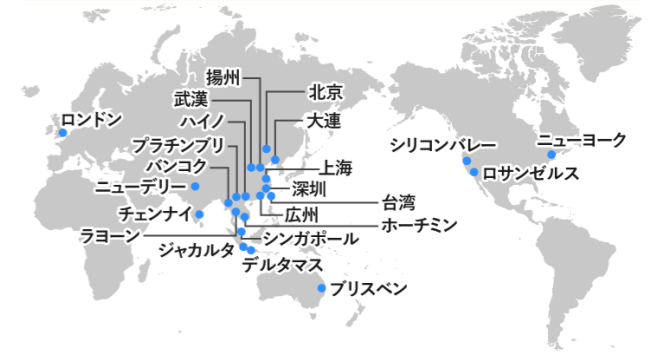 揚州
北京
武漢
ロンドン
ハイノ
大連
プラチンブリ
シリコンバレー
ニューヨーク
バンコク
上海
ロサンゼルス
ニューデリー
深圳
チェンナイ
広州
台湾
ホーチミン
ラヨーン
シンガポール
ジャカルタ
デルタマス
ブリスベン